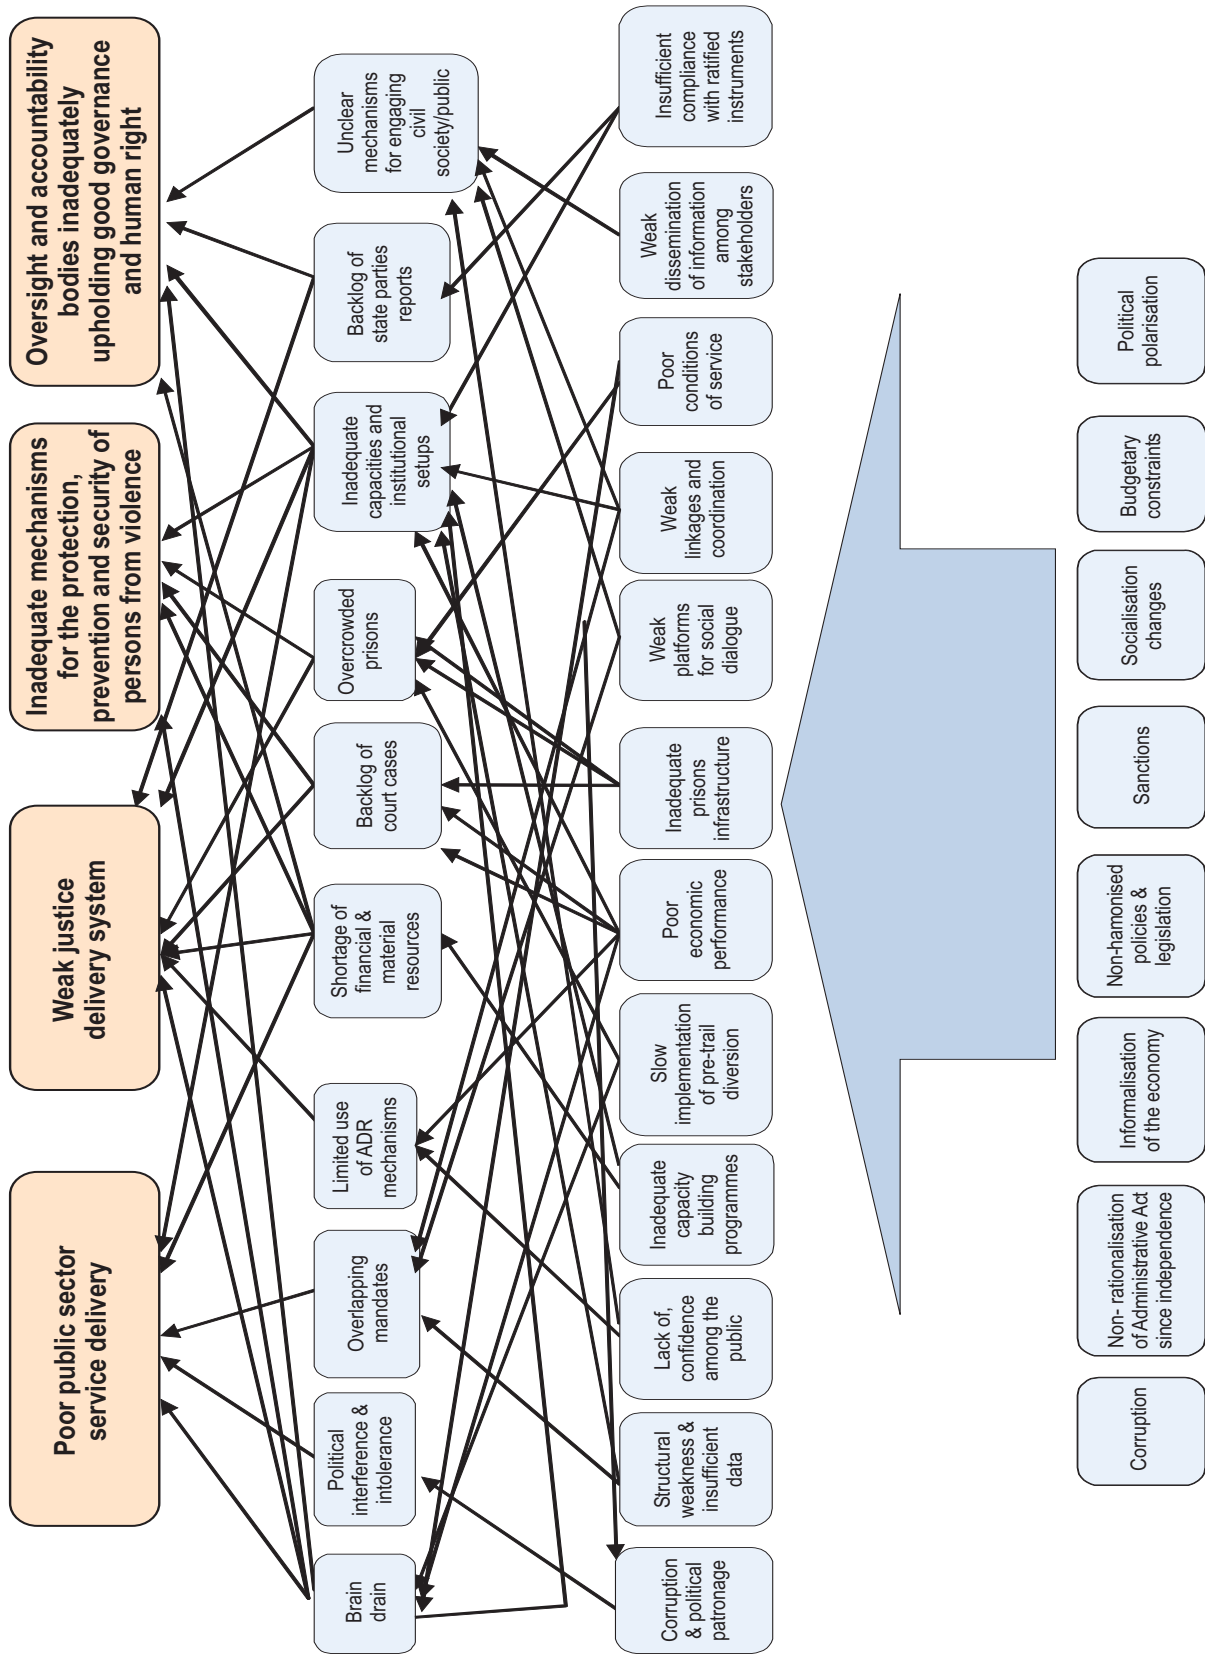 Poor public sector
service delivery
Weak justice
delivery system
Inadequate mechanisms
for the protection,
prevention and security of
persons from violence
Oversight and accountability
bodies inadequately
upholding good governance
and human right
Brain
drain
Political
interference &
intolerance
Overlapping
mandates
Limited use
of ADR
mechanisms
Shortage of
financial &
material
resources
Backlog of
court cases
Overcrowded
prisons
Inadequate
capacities and
institutional
setups
Backlog of
state parties
reports
Unclear
mechanisms
for engaging
civil
society/public
Corruption
& political
patronage
Structural
weakness &
insufficient
data
Lack of,
confidence
among the
public
Inadequate
capacity
building
programmes
Slow
implementation
of pre-trail
diversion
Poor
economic
performance
Inadequate
prisons
infrastructure
Weak
platforms
for social
dialogue
Weak
linkages and
coordination
Poor
conditions
of service
Weak
dissemination
of information
among
stakeholders
Insufficient
compliance
with ratified
instruments
Corruption
Non- rationalisation
of Administrative Act
since independence
Informalisation
of the economy
Non-hamonised
policies &
legislation
Sanctions
Socialisation
changes
Budgetary
constraints
Political
polarisation